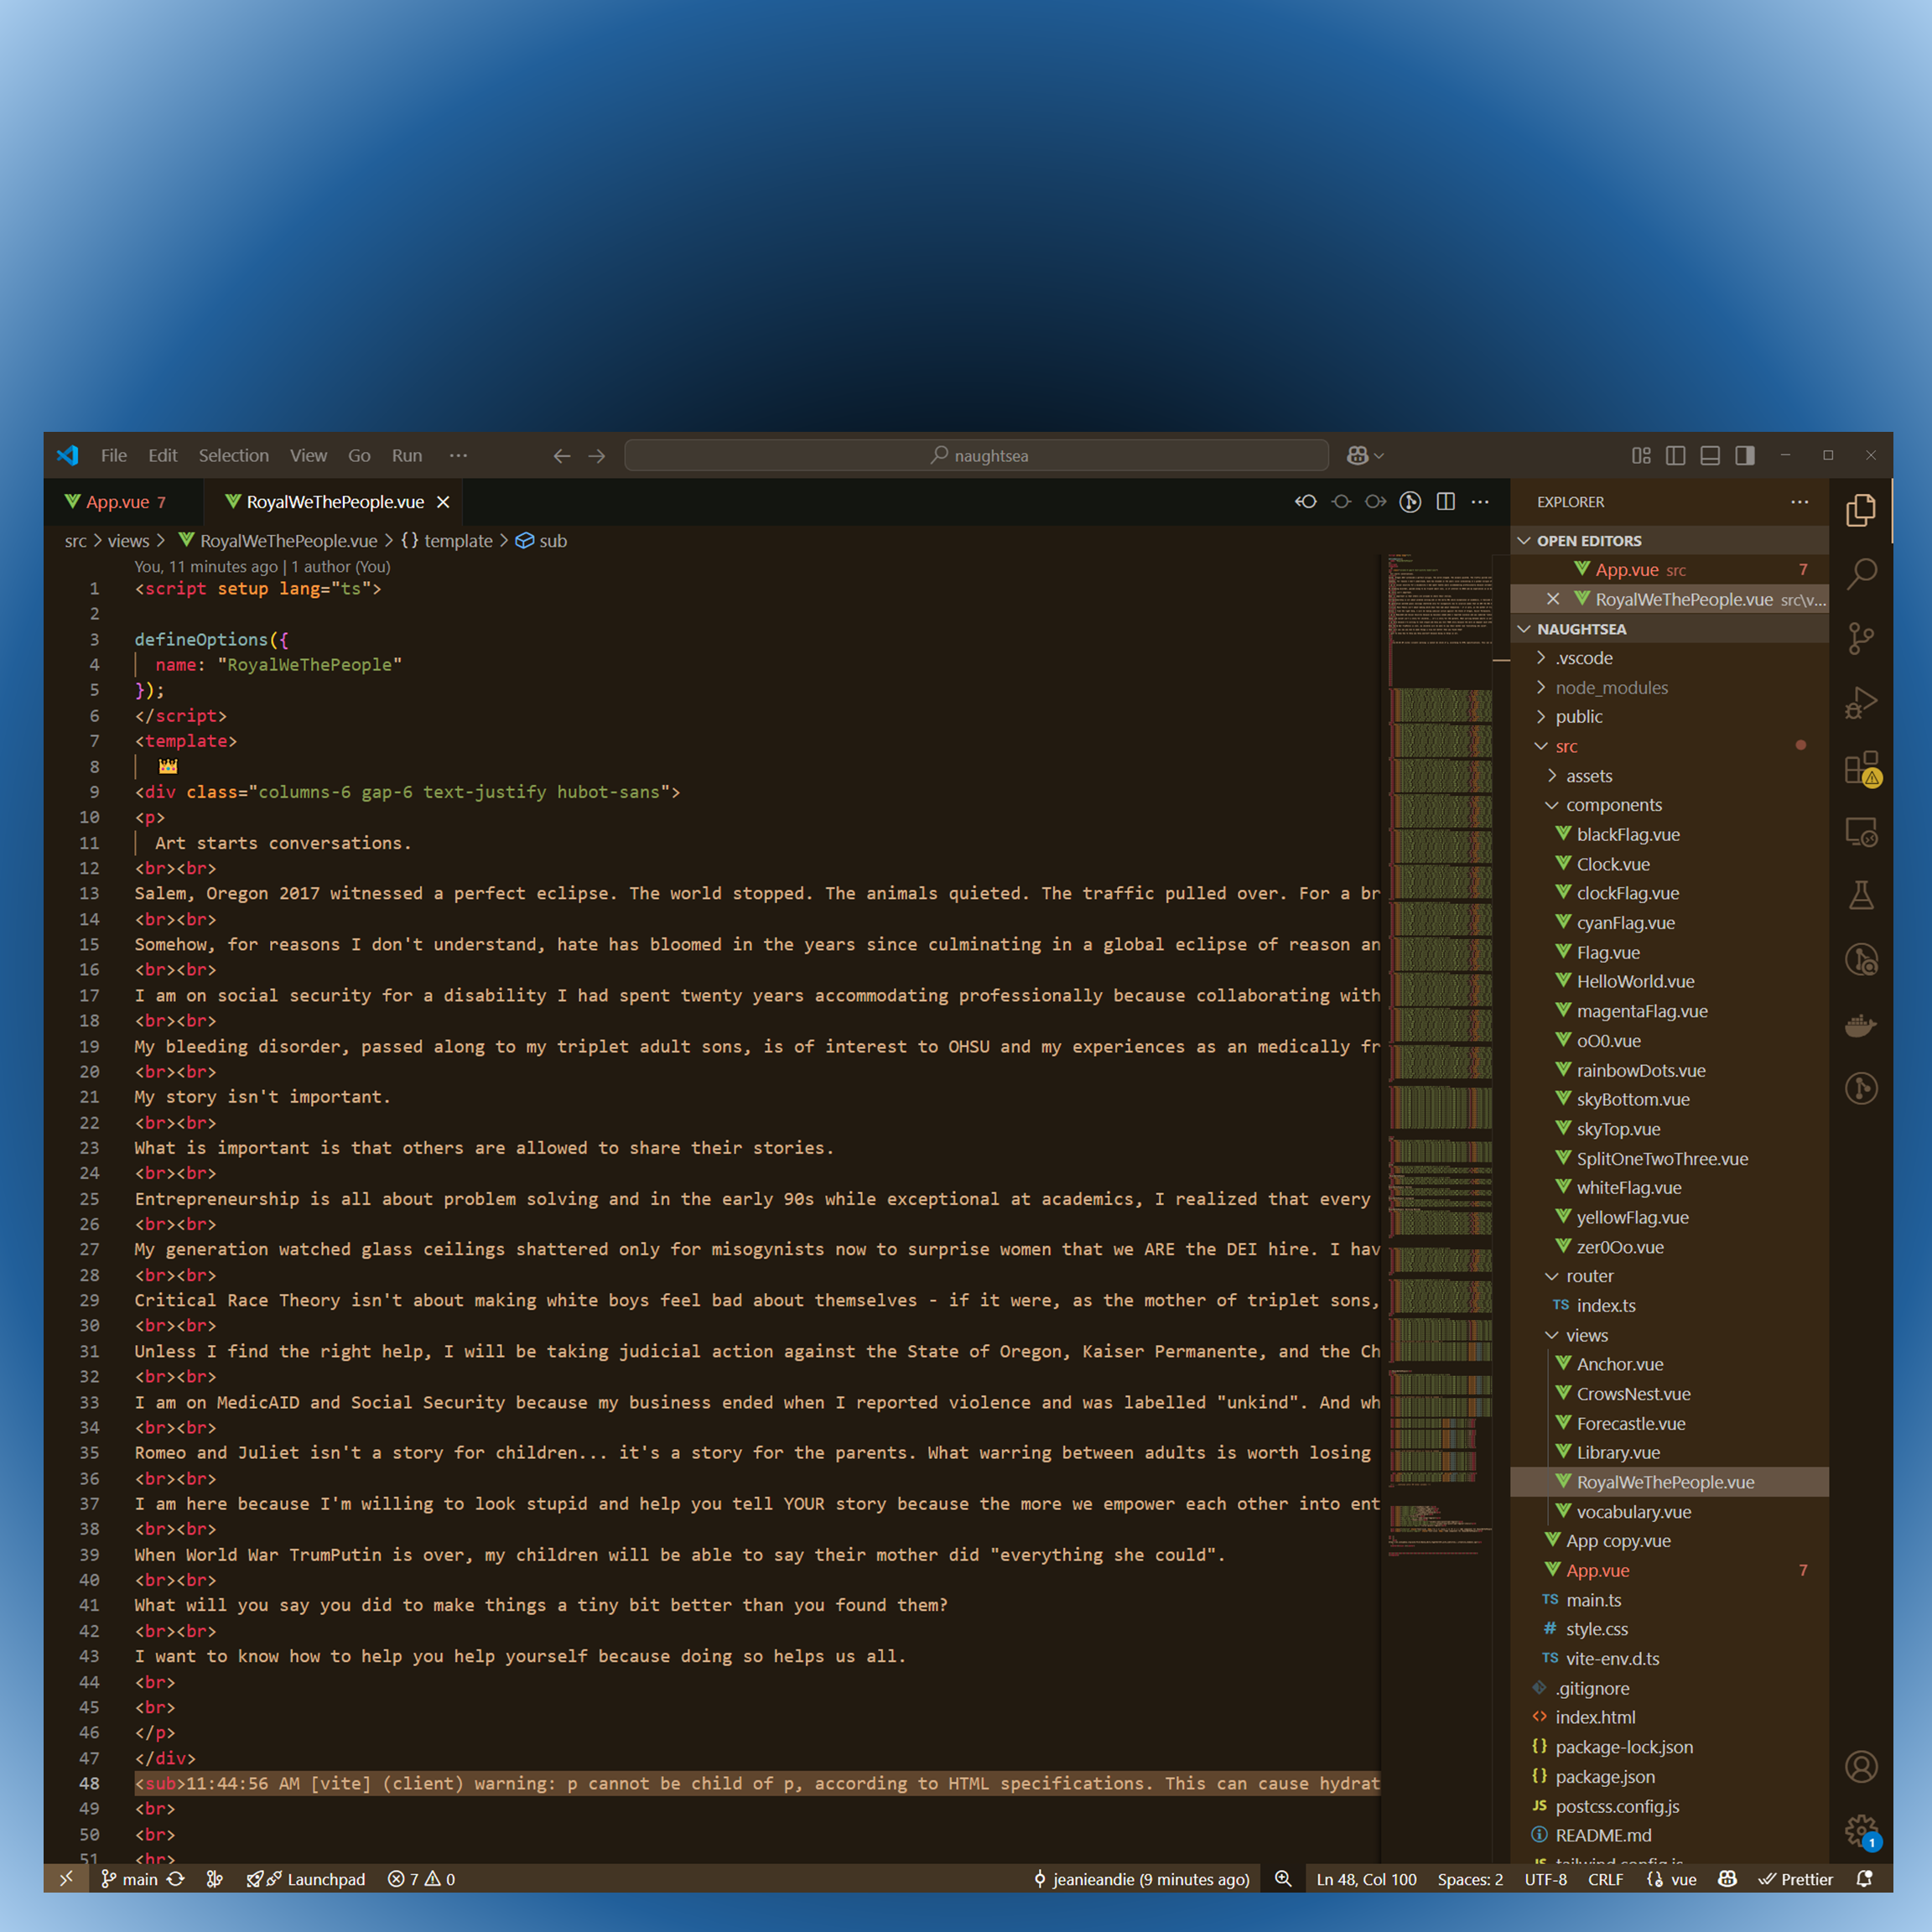 File Edit Selection View Go Run ··· naughtsea
App.vue 7 RoyalWeThePeople.vue
src > views > RoyalWeThePeople.vue > {} template > sub
You, 11 minutes ago | 1 author (You)
1 <script setup lang="ts">
2
3 defineOptions({
4 name: "RoyalWeThePeople"
5 });
6 </script>
7 <template>
8 👑
9 <div class="columns-6 gap-6 text-justify hubot-sans">
10 <p>
11 Art starts conversations.
12 <br><br>
13 Salem, Oregon 2017 witnessed a perfect eclipse. The world stopped. The animals quieted. The traffic pulled over. For a br
14 <br><br>
15 Somehow, for reasons I don't understand, hate has bloomed in the years since culminating in a global eclipse of reason an
16 <br><br>
17 I am on social security for a disability I had spent twenty years accommodating professionally because collaborating with
18 <br><br>
19 My bleeding disorder, passed along to my triplet adult sons, is of interest to OHSU and my experiences as an medically fr
20 <br><br>
21 My story isn't important.
22 <br><br>
23 What is important is that others are allowed to share their stories.
24 <br><br>
25 Entrepreneurship is all about problem solving and in the early 90s while exceptional at academics, I realized that every
26 <br><br>
27 My generation watched glass ceilings shattered only for misogynists now to surprise women that we ARE the DEI hire. I hav
28 <br><br>
29 Critical Race Theory isn't about making white boys feel bad about themselves - if it were, as the mother of triplet sons,
30 <br><br>
31 Unless I find the right help, I will be taking judicial action against the State of Oregon, Kaiser Permanente, and the Ch
32 <br><br>
33 I am on MedicAID and Social Security because my business ended when I reported violence and was labelled "unkind". And wh
34 <br><br>
35 Romeo and Juliet isn't a story for children... it's a story for the parents. What warring between adults is worth losing
36 <br><br>
37 I am here because I'm willing to look stupid and help you tell YOUR story because the more we empower each other into ent
38 <br><br>
39 When World War TrumPutin is over, my children will be able to say their mother did "everything she could".
40 <br><br>
41 What will you say you did to make things a tiny bit better than you found them?
42 <br><br>
43 I want to know how to help you help yourself because doing so helps us all.
44 <br>
45 <br>
46 </p>
47 </div>
48 <sub>11:44:56 AM [vite] (client) warning: p cannot be child of p, according to HTML specifications. This can cause hydrat
49 <br>
50 <br>
51 <hr>
EXPLORER
OPEN EDITORS
App.vue src 7
RoyalWeThePeople.vue src\v...
NAUGHTSEA
.vscode
node_modules
public
src
assets
components
blackFlag.vue
Clock.vue
clockFlag.vue
cyanFlag.vue
Flag.vue
HelloWorld.vue
magentaFlag.vue
oO0.vue
rainbowDots.vue
skyBottom.vue
skyTop.vue
SplitOneTwoThree.vue
whiteFlag.vue
yellowFlag.vue
zer0Oo.vue
router
TS index.ts
views
Anchor.vue
CrowsNest.vue
Forecastle.vue
Library.vue
RoyalWeThePeople.vue
vocabulary.vue
App copy.vue
App.vue 7
TS main.ts
# style.css
TS vite-env.d.ts
.gitignore
<> index.html
{} package-lock.json
{} package.json
JS postcss.config.js
README.md
JS tailwind.config.js
1
main Launchpad 7 0 jeanieandie (9 minutes ago) Ln 48, Col 100 Spaces: 2 UTF-8 CRLF vue Prettier